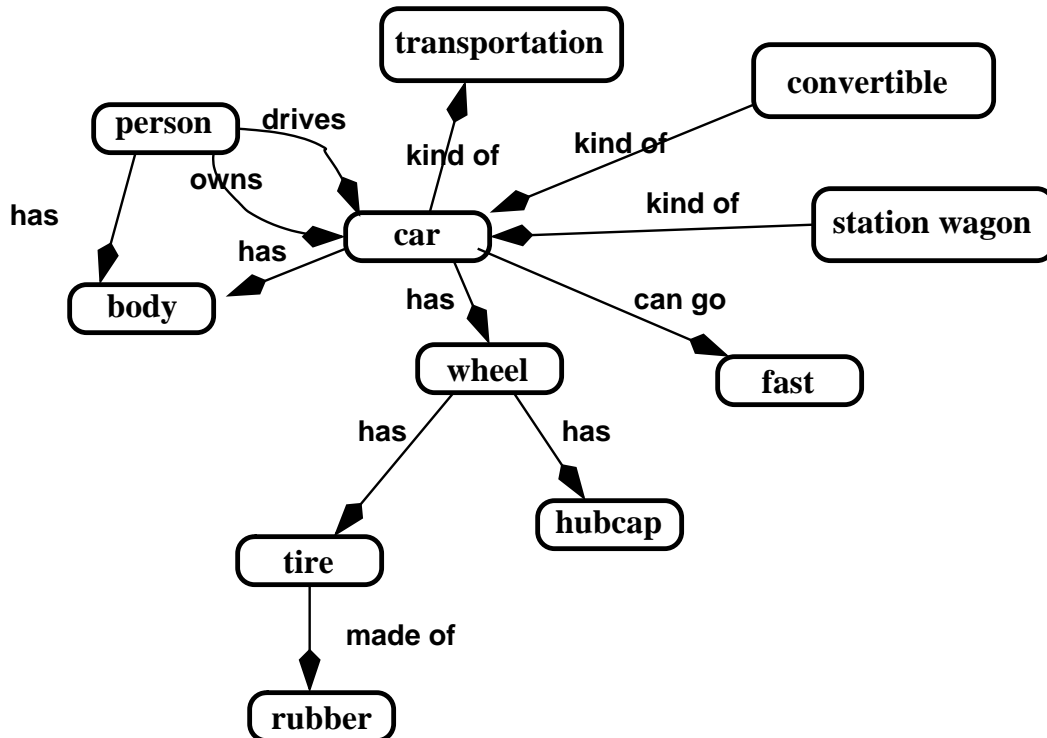 transportation
convertible
person
drives
kind of
kind of
owns
has
kind of
station wagon
car
has
body
has
can go
wheel
fast
has
has
hubcap
tire
made of
rubber